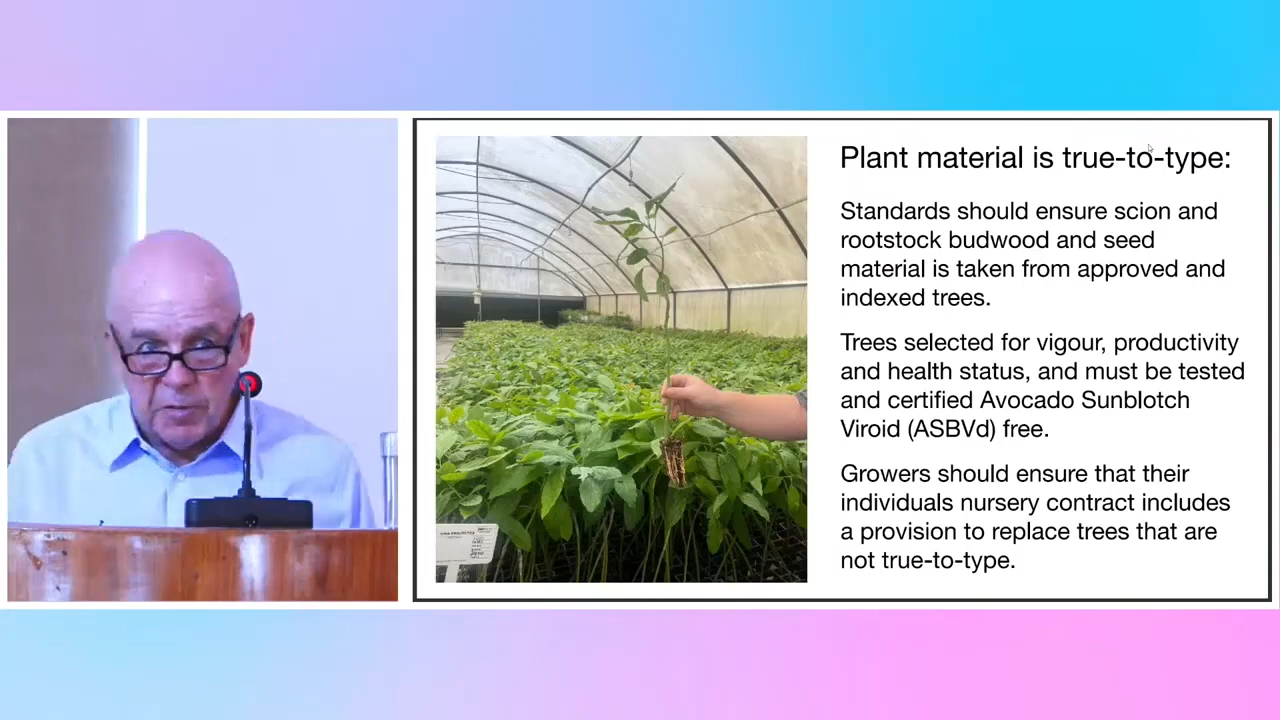 Plant material is true-to-type:
Standards should ensure scion and
rootstock budwood and seed
material is taken from approved and
indexed trees.
Trees selected for vigour, productivity
and health status, and must be tested
and certified Avocado Sunblotch
Viroid (ASBVd) free.
Growers should ensure that their
individuals nursery contract includes
a provision to replace trees that are
not true-to-type.